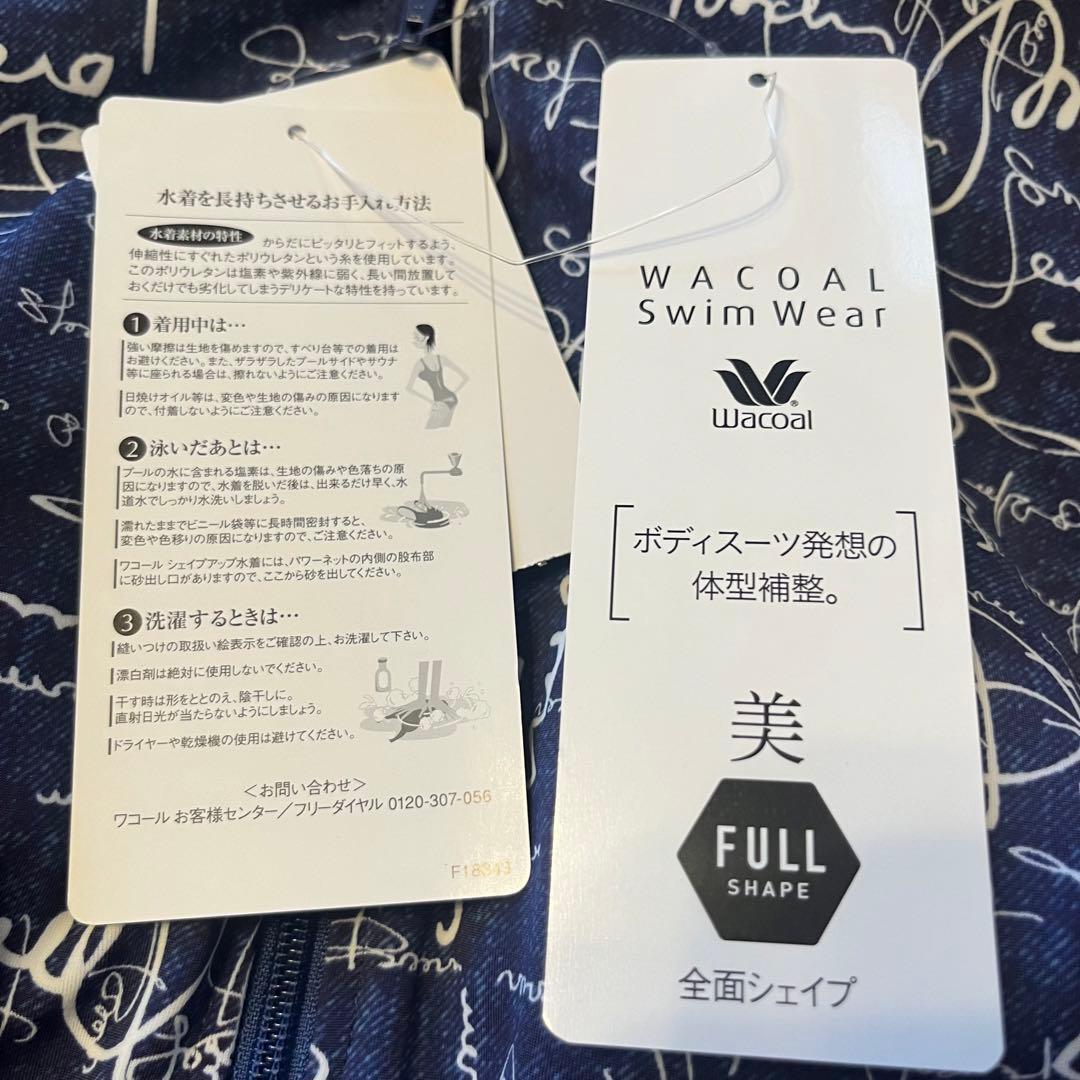 水着を長持ちさせるお手入れ方法
水着素材の特性 からだにピッタリとフィットするよう、
伸縮性にすぐれたポリウレタンという糸を使用しています。
このポリウレタンは塩素や紫外線に弱く、長い間放置して
おくだけでも劣化してしまうデリケートな特性を持っています。
1 着用中は…
強い摩擦は生地を傷めますので、すべり台等での着用は
お避けください。また、ザラザラしたプールサイドやサウナ
等に座られる場合は、擦れないようにご注意ください。
日焼けオイル等は、変色や生地の傷みの原因になります
ので、付着しないようにご注意ください。
2 泳いだあとは…
プールの水に含まれる塩素は、生地の傷みや色落ちの原
因になりますので、水着を脱いだ後は、出来るだけ早く、水
道水でしっかり水洗いしましょう。
濡れたままでビニール袋等に長時間密封すると、
変色や色移りの原因になりますので、ご注意ください。
ワコール シェイプアップ水着には、パワーネットの内側の股布部
に砂出し口がありますので、ここから砂を出してください。
3 洗濯するときは…
縫いつけの取扱い絵表示をご確認の上、お洗濯して下さい。
漂白剤は絶対に使用しないでください。
干す時は形をととのえ、陰干しに。
直射日光が当たらないようにしましょう。
ドライヤーや乾燥機の使用は避けてください。
<お問い合わせ>
ワコール お客様センター/フリーダイヤル 0120-307-056
F18343
WACOAL
Swim Wear
Wacoal
ボディスーツ発想の
体型補整。
美
FULL
SHAPE
全面シェイプ